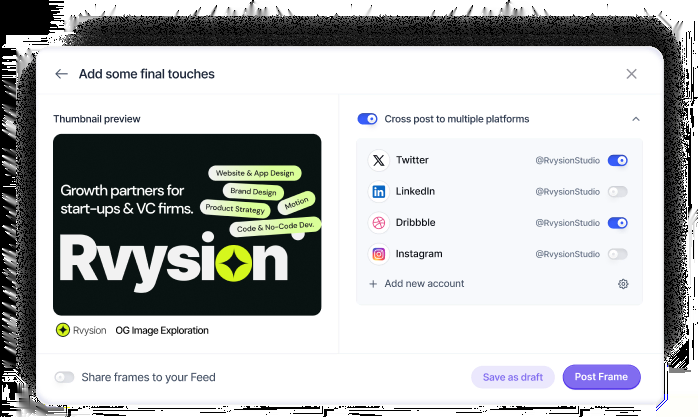 Add some final touches
Thumbnail preview
Growth partners for
start-ups & VC firms.
Website & App Design
Brand Design
Product Strategy
Motion
Code & No-Code Dev.
Rvysion
Rvysion OG Image Exploration
Cross post to multiple platforms
Twitter @RvysionStudio
LinkedIn @RvysionStudio
Dribbble @RvysionStudio
Instagram @RvysionStudio
+ Add new account
Share frames to your Feed
Save as draft
Post Frame